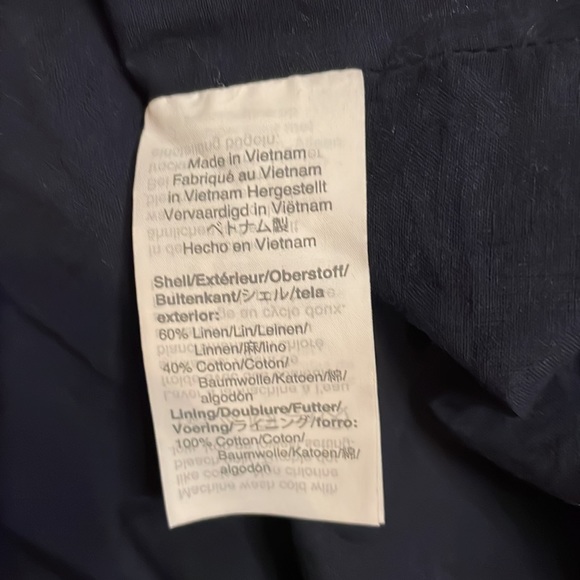 Made in Vietnam
Fabriqué au Vietnam
in Vietnam Hergestellt
Vervaardigd in Viëtnam
ベトナム製
Hecho en Vietnam
Shell/Extérieur/Oberstoff/
Buitenkant/シェル/tela
exterior:
60% Linen/Lin/Leinen/
Linnen/麻/lino
40% Cotton/Coton/
Baumwolle/Katoen/綿/
algodón
Lining/Doublure/Futter/
Voering/ライニング/forro:
100% Cotton/Coton/
Baumwolle/Katoen/綿/
algodón